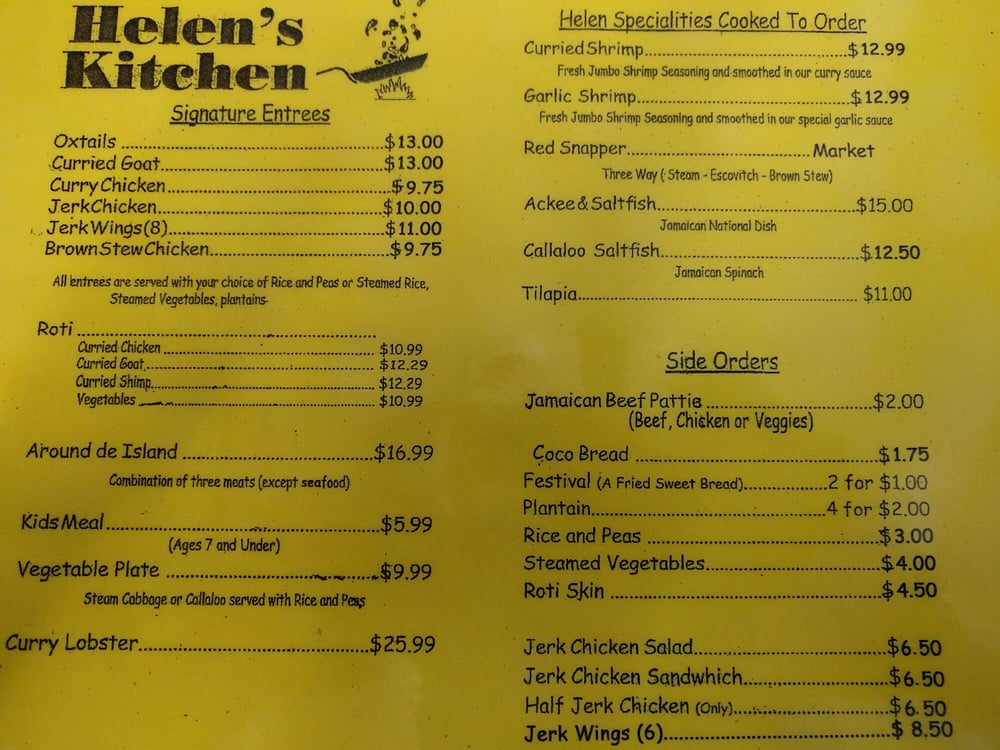 Helen's
Kitchen
Signature Entrees
Oxtails ........................................$13.00
Curried Goat........................................$13.00
Curry Chicken........................................$9.75
Jerk Chicken........................................$10.00
Jerk Wings(8)........................................$11.00
Brown Stew Chicken........................................$9.75
All entrees are served with your choice of Rice and Peas or Steamed Rice,
Steamed Vegetables, plantains
Roti ........................................
Curried Chicken ........................................ $10.99
Curried Goat........................................ $12.29
Curried Shimp........................................ $12.29
Vegetables ........................................ $10.99
Around de Island ........................................$16.99
Combination of three meats (except seafood)
Kids Meal........................................$5.99
(Ages 7 and Under)
Vegetable Plate ........................................$9.99
Steam Cabbage or Callaloo served with Rice and Peas
Curry Lobster........................................$25.99
Helen Specialities Cooked To Order
Curried Shrimp........................................$12.99
Fresh Jumbo Shrimp Seasoning and smoothed in our curry sauce
Garlic Shrimp........................................$12.99
Fresh Jumbo Shrimp Seasoning and smoothed in our special garlic sauce
Red Snapper........................................Market
Three Way ( Steam - Escovitch - Brown Stew)
Ackee & Saltfish........................................$15.00
Jamaican National Dish
Callaloo Saltfish........................................$12.50
Jamaican Spinach
Tilapia........................................ $11.00
Side Orders
Jamaican Beef Pattie ........................................$2.00
(Beef, Chicken or Veggies)
Coco Bread ........................................$1.75
Festival (A Fried Sweet Bread)....................2 for $1.00
Plantain........................................4 for $2.00
Rice and Peas ........................................$3.00
Steamed Vegetables........................................$4.00
Roti Skin ........................................$4.50
Jerk Chicken Salad........................................$6.50
Jerk Chicken Sandwhich........................................$6.50
Half Jerk Chicken (Only)........................................$6.50
Jerk Wings (6)........................................$ 8.50